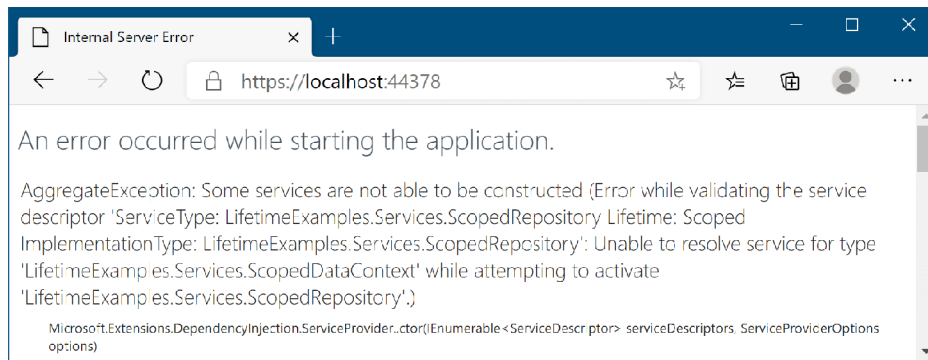 Internal Server Error
https://localhost:44378
An error occurred while starting the application.
AggregateException: Some services are not able to be constructed (Error while validating the service
descriptor 'ServiceType: LifetimeExamples.Services.ScopedRepository Lifetime: Scoped
ImplementationType: LifetimeExamples.Services.ScopedRepository': Unable to resolve service for type
'LifetimeExamples.Services.ScopedDataContext' while attempting to activate
'LifetimeExamples.Services.ScopedRepository'.)
Microsoft.Extensions.DependencyInjection.ServiceProvider..ctor(IEnumerable<ServiceDescriptor> serviceDescriptors, ServiceProviderOptions
options)